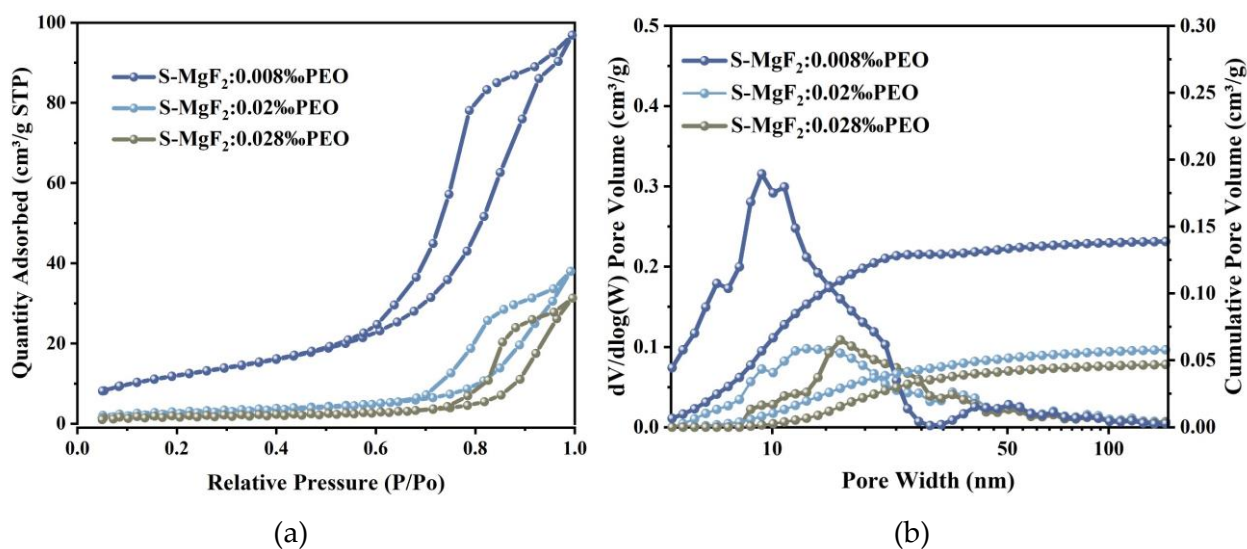 100
80
60
40
20
0
Quantity Adsorbed (cm³/g STP)
S-MgF₂:0.008‰PEO
S-MgF₂:0.02‰PEO
S-MgF₂:0.028‰PEO
0.0 0.2 0.4 0.6 0.8 1.0
Relative Pressure (P/Po)
(a)
0.5
0.4
0.3
0.2
0.1
0.0
dV/dlog(W) Pore Volume (cm³/g)
S-MgF₂:0.008‰PEO
S-MgF₂:0.02‰PEO
S-MgF₂:0.028‰PEO
0.30
0.25
0.20
0.15
0.10
0.05
0.00
Cumulative Pore Volume (cm³/g)
10 50 100
Pore Width (nm)
(b)